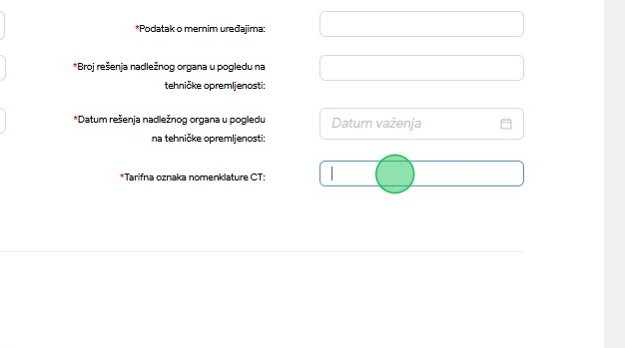 *Podatak o mernim uređajima:
*Broj rešenja nadležnog organa u pogledu na
tehničke opremljenosti:
*Datum rešenja nadležnog organa u pogledu
na tehničke opremljenosti:
Datum važenja
*Tarifna oznaka nomenklature CT: